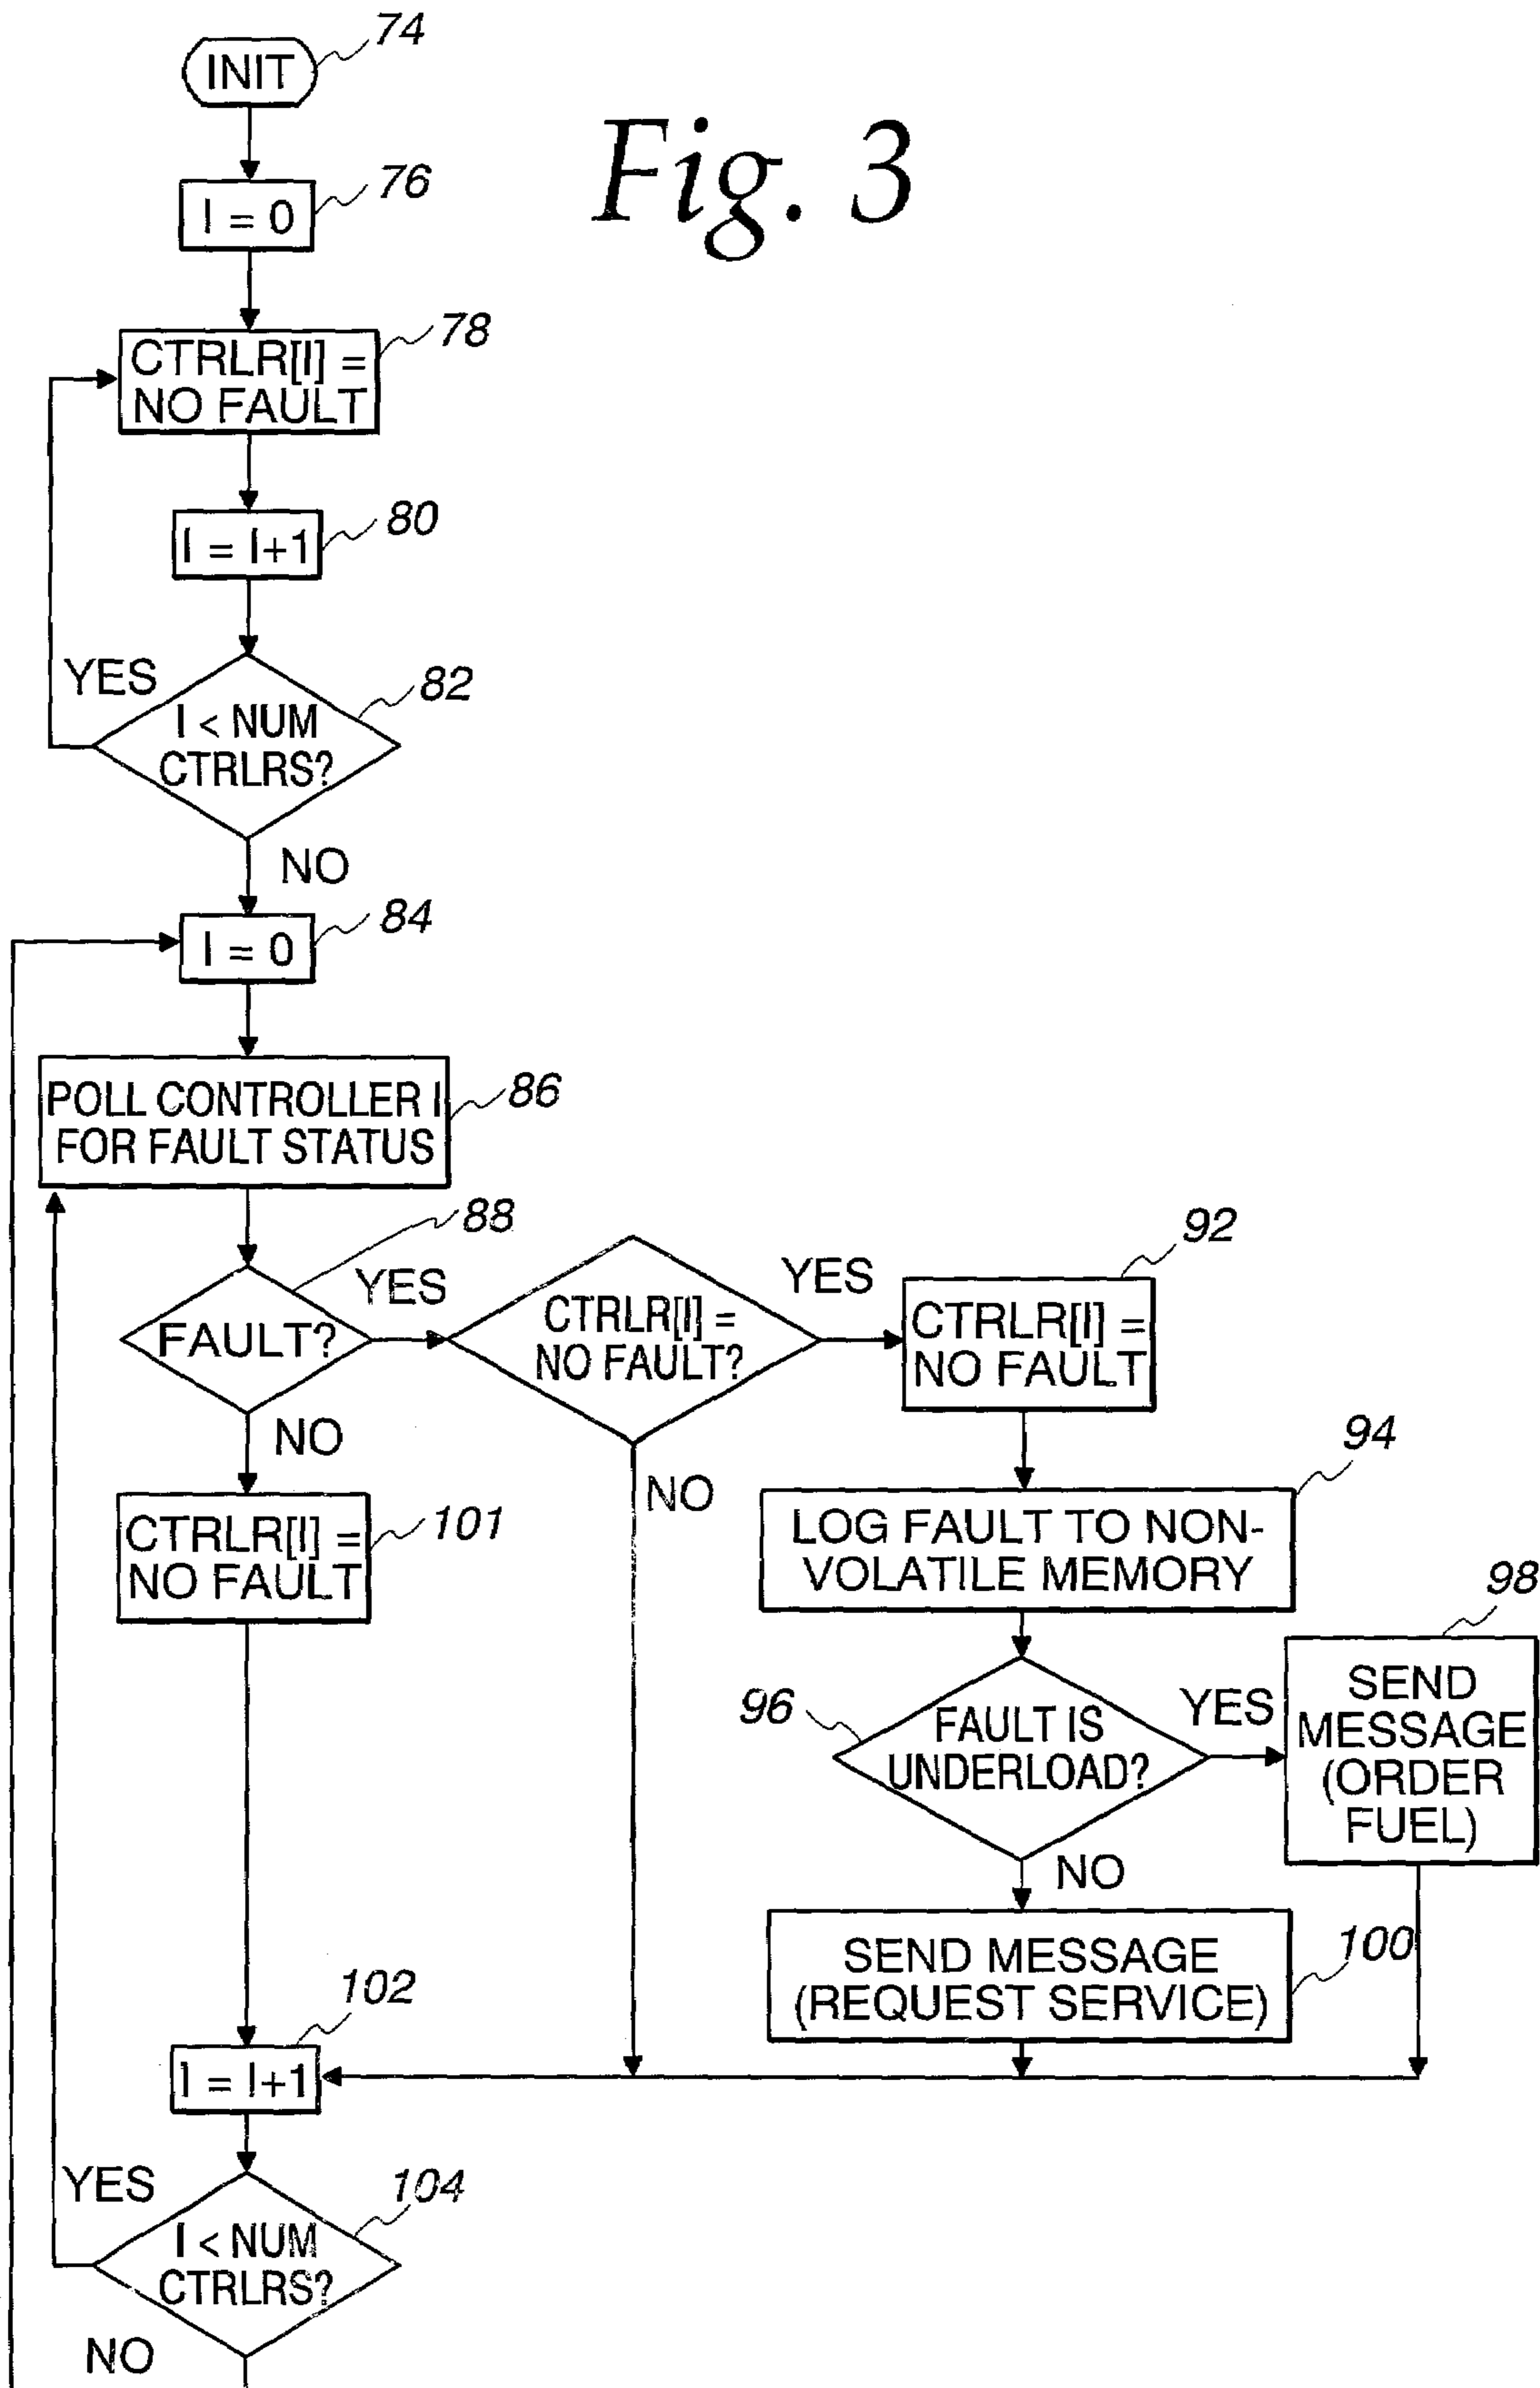 74
INIT
Fig. 3
76
I = 0
78
CTRLR[I] =
NO FAULT
80
I = I+1
YES
82
I < NUM
CTRLRS?
NO
84
I = 0
86
POLL CONTROLLER I
FOR FAULT STATUS
88
92
YES
YES
FAULT?
CTRLR[I] =
NO FAULT?
CTRLR[I] =
NO FAULT
NO
94
NO
101
CTRLR[I] =
NO FAULT
LOG FAULT TO NON-
VOLATILE MEMORY
98
96
FAULT IS
UNDERLOAD?
YES
SEND
MESSAGE
(ORDER
FUEL)
NO
100
SEND MESSAGE
(REQUEST SERVICE)
102
I = I+1
YES
104
I < NUM
CTRLRS?
NO